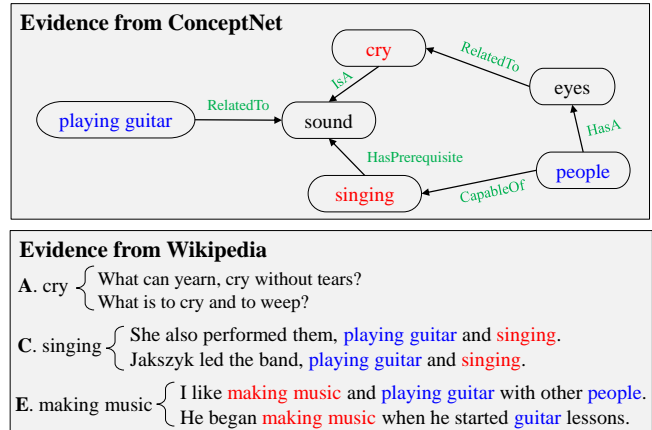 Evidence from ConceptNet
cry
RelatedTo
IsA
eyes
RelatedTo
playing guitar
sound
HasA
HasPrerequisite
people
singing
CapableOf
Evidence from Wikipedia
A. cry
What can yearn, cry without tears?
What is to cry and to weep?
C. singing
She also performed them, playing guitar and singing.
Jakszyk led the band, playing guitar and singing.
E. making music
I like making music and playing guitar with other people.
He began making music when he started guitar lessons.